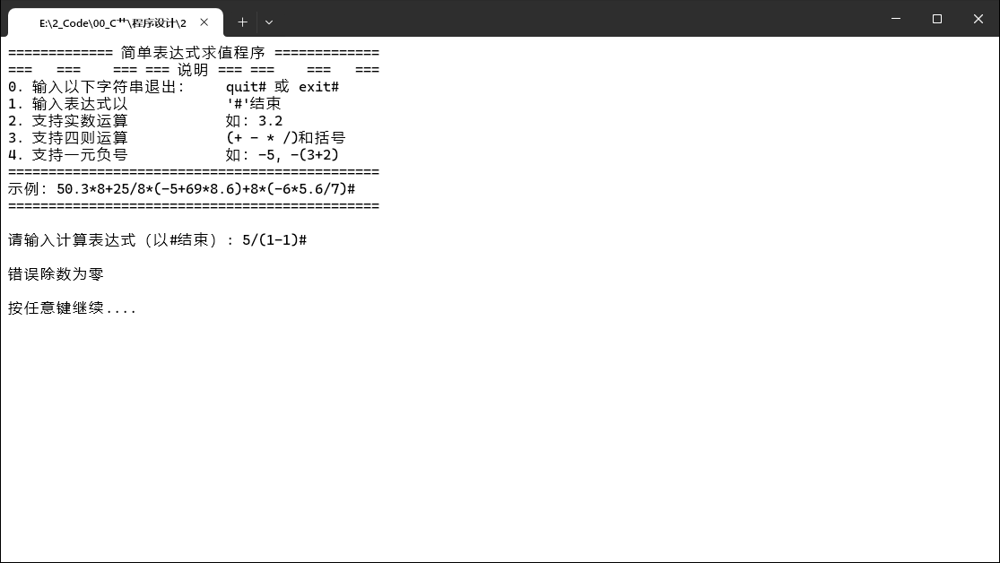 E:\2_Code\00_C++\程序设计\2
============= 简单表达式求值程序 =============
===   ===    === === 说明 === ===    ===   ===
0. 输入以下字符串退出：     quit# 或 exit#
1. 输入表达式以            '#'结束
2. 支持实数运算            如：3.2
3. 支持四则运算            (+ - * /)和括号
4. 支持一元负号            如：-5, -(3+2)
==============================================
示例：50.3*8+25/8*(-5+69*8.6)+8*(-6*5.6/7)#
==============================================
请输入计算表达式（以#结束）：5/(1-1)#
错误除数为零
按任意键继续....